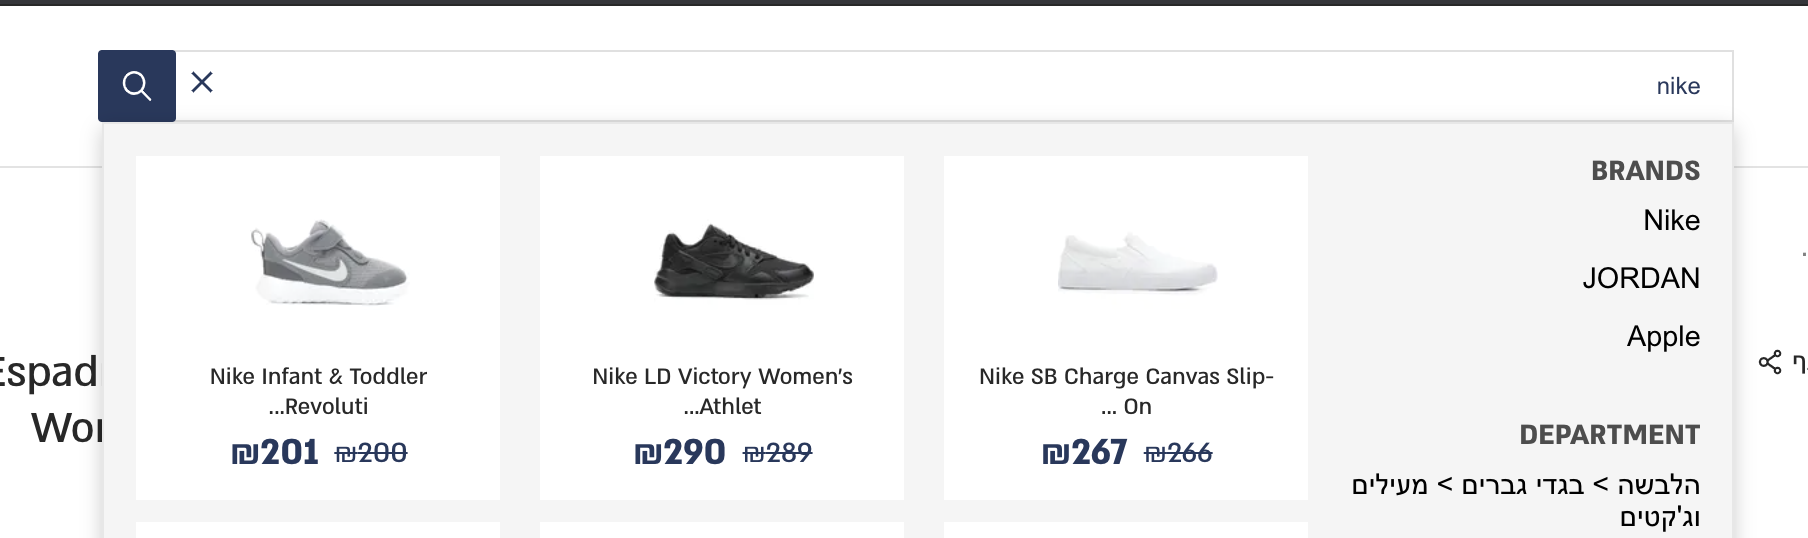 nike
BRANDS
Nike
JORDAN
Apple
DEPARTMENT
הלבשה > בגדי גברים > מעילים
וג'קטים
Nike SB Charge Canvas Slip-
... On
₪267 ₪266
Nike LD Victory Women's
...Athlet
₪290 ₪289
Nike Infant & Toddler
...Revoluti
₪201 ₪200
Espad
Wor